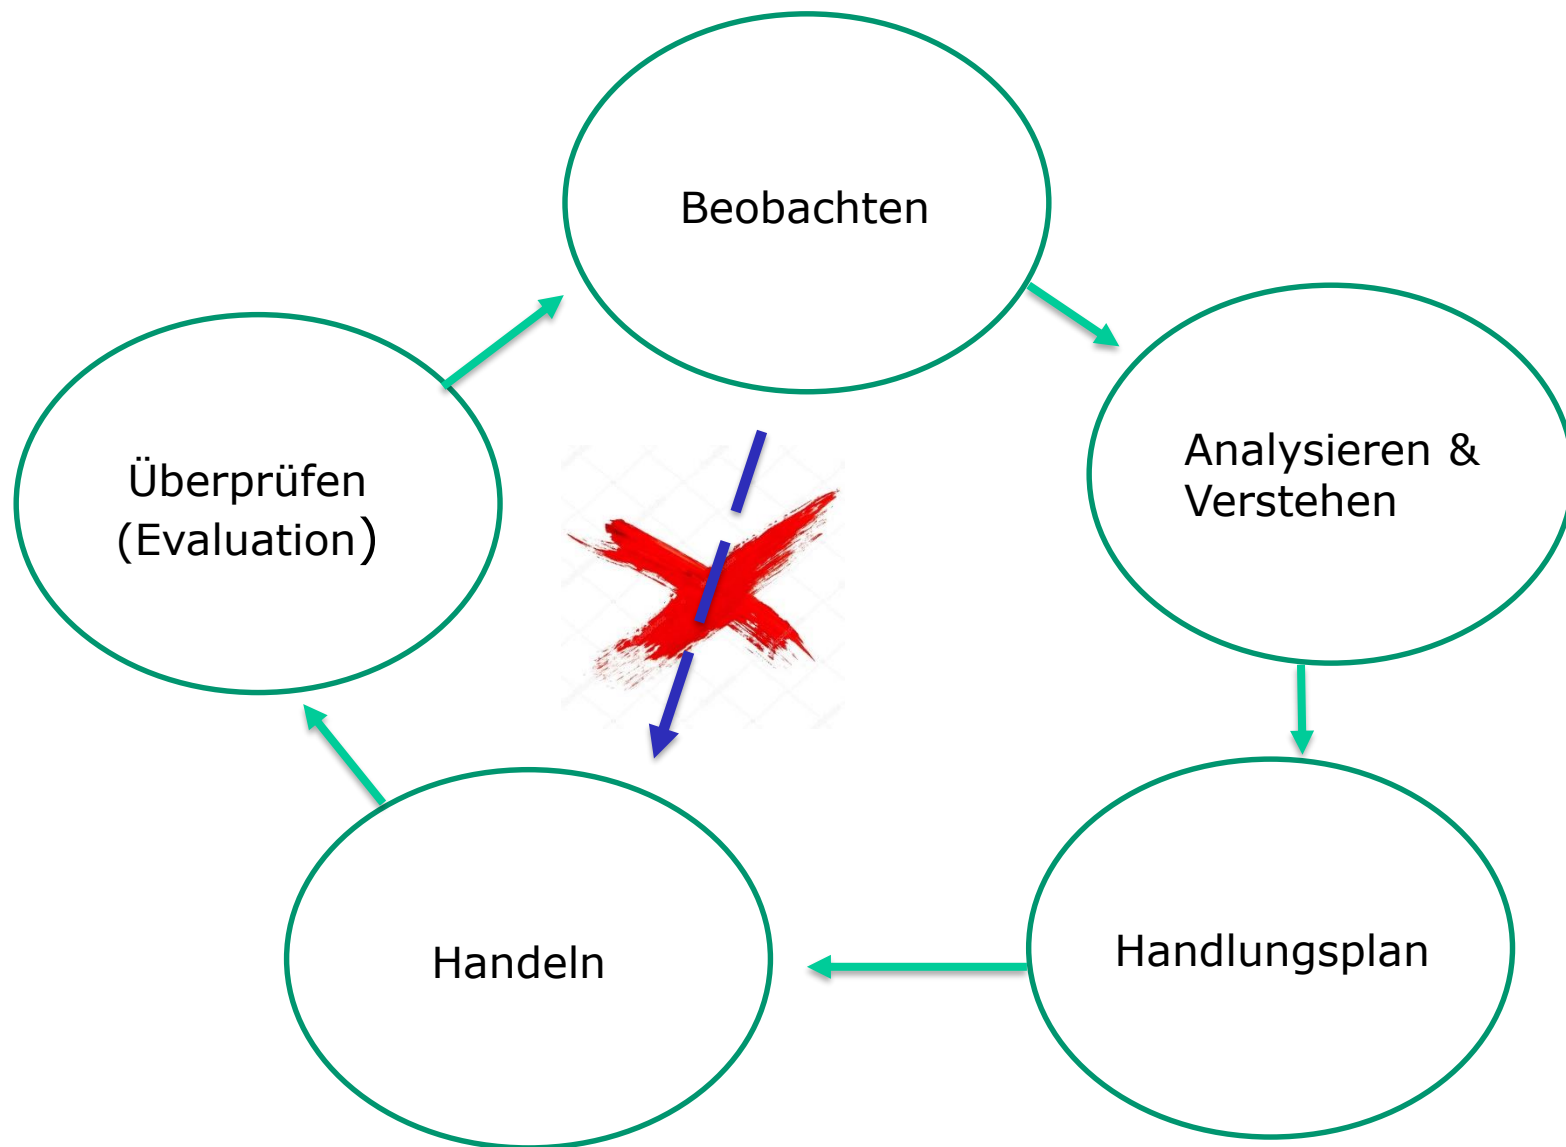 Beobachten
Analysieren &
Verstehen
Handlungsplan
Handeln
Überprüfen
(Evaluation)